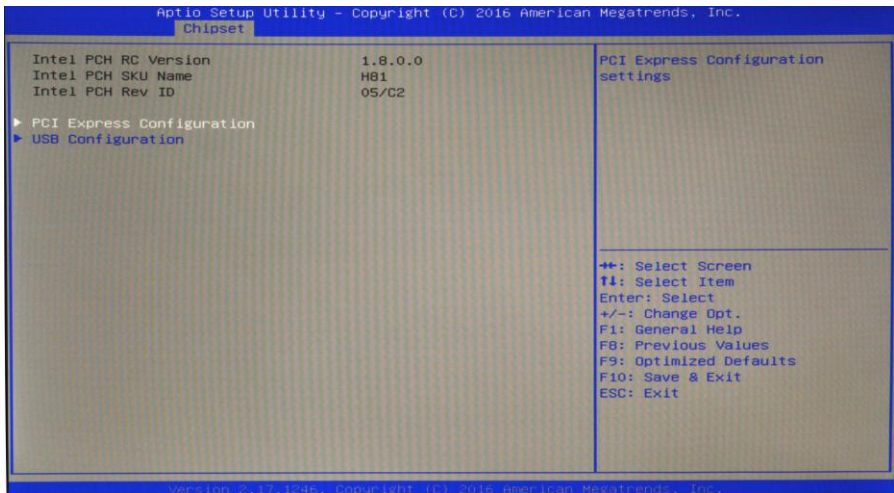 Aptio Setup Utility – Copyright (C) 2016 American Megatrends, Inc.
Chipset
Intel PCH RC Version 1.8.0.0
Intel PCH SKU Name H81
Intel PCH Rev ID 05/C2
► PCI Express Configuration
► USB Configuration
PCI Express Configuration
settings
→←: Select Screen
↑↓: Select Item
Enter: Select
+/-: Change Opt.
F1: General Help
F8: Previous Values
F9: Optimized Defaults
F10: Save & Exit
ESC: Exit
Version 2.17.1246. Copyright (C) 2016 American Megatrends, Inc.